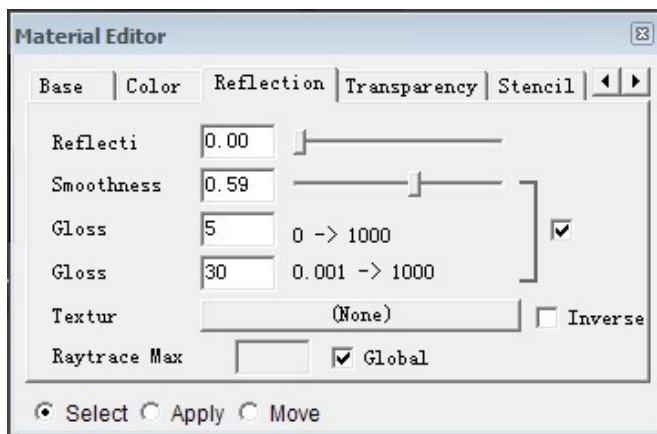 Material Editor
Base Color Reflection Transparency Stencil
Reflecti 0.00
Smoothness 0.59
Gloss 5 0 -> 1000
Gloss 30 0.001 -> 1000
Textur (None) Inverse
Raytrace Max Global
Select Apply Move